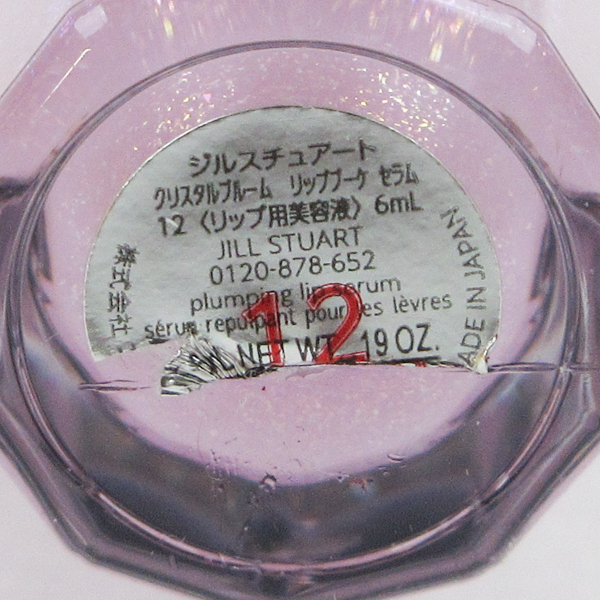 ジルスチュアート
クリスタルブルーム リップブーケ セラム
12 〈リップ用美容液〉 6mL
JILL STUART
0120-878-652
plumping lip serum
sérum repulpant pour les lèvres
NET WT. .19 OZ.
12
株式会社
MADE IN JAPAN